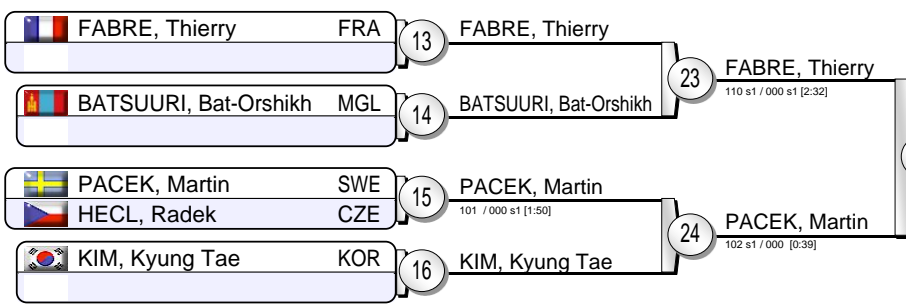 FABRE, Thierry FRA
13
FABRE, Thierry
BATSUURI, Bat-Orshikh MGL
14
BATSUURI, Bat-Orshikh
23
FABRE, Thierry
110 s1 / 000 s1 [2:32]
PACEK, Martin SWE
HECL, Radek CZE
15
PACEK, Martin
101 / 000 s1 [1:50]
KIM, Kyung Tae KOR
16
KIM, Kyung Tae
24
PACEK, Martin
102 s1 / 000 [0:39]